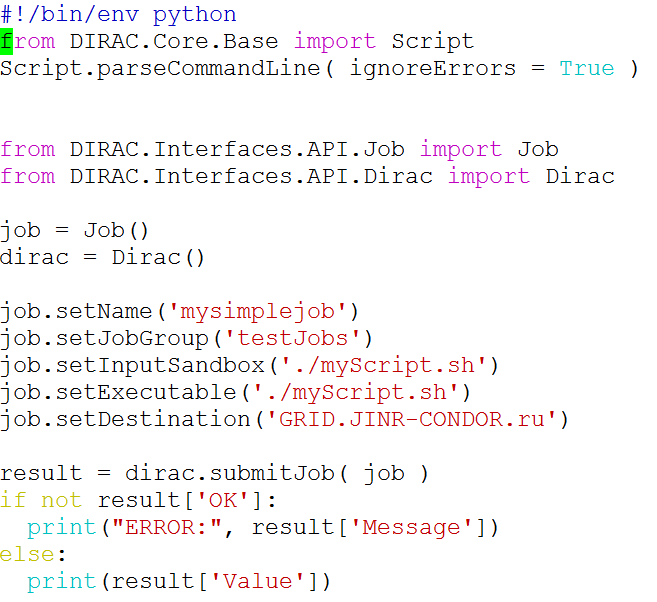 #!/bin/env python
from DIRAC.Core.Base import Script
Script.parseCommandLine( ignoreErrors = True )
from DIRAC.Interfaces.API.Job import Job
from DIRAC.Interfaces.API.Dirac import Dirac
job = Job()
dirac = Dirac()
job.setName('mysimplejob')
job.setJobGroup('testJobs')
job.setInputSandbox('./myScript.sh')
job.setExecutable('./myScript.sh')
job.setDestination('GRID.JINR-CONDOR.ru')
result = dirac.submitJob( job )
if not result['OK']:
  print("ERROR:", result['Message'])
else:
  print(result['Value'])